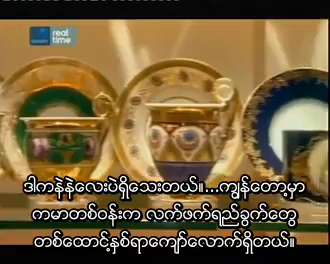 real
time
ဒါကနဲနဲလေးပဲရှိသေးတယ်။...ကျွန်တော့မှာ
ကမာတစ်ဝန်းက လက်ဖက်ရည်ခွက်တွေ
တစ်ထောင့်နှစ်ရာကျော်လောက်ရှိတယ်။